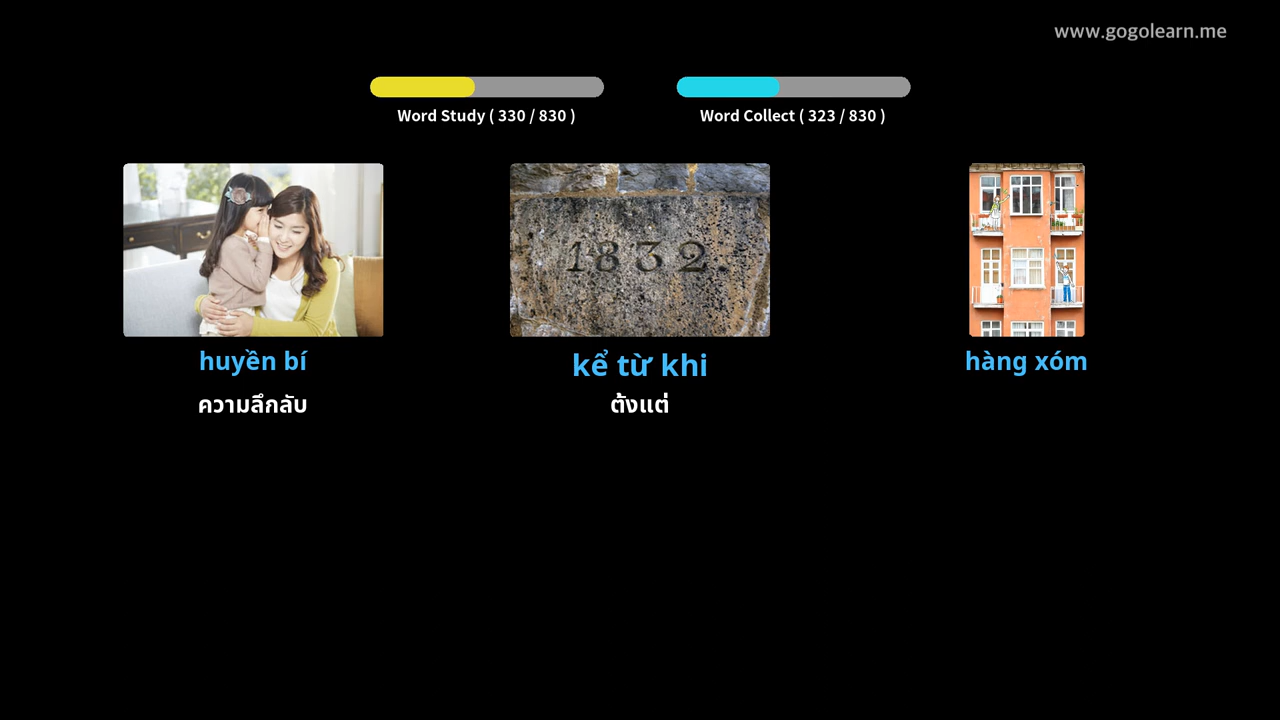 www.gogolearn.me
Word Study ( 330 / 830 )
Word Collect ( 323 / 830 )
1832
huyền bí
kể từ khi
hàng xóm
ความลึกลับ
ตั้งแต่